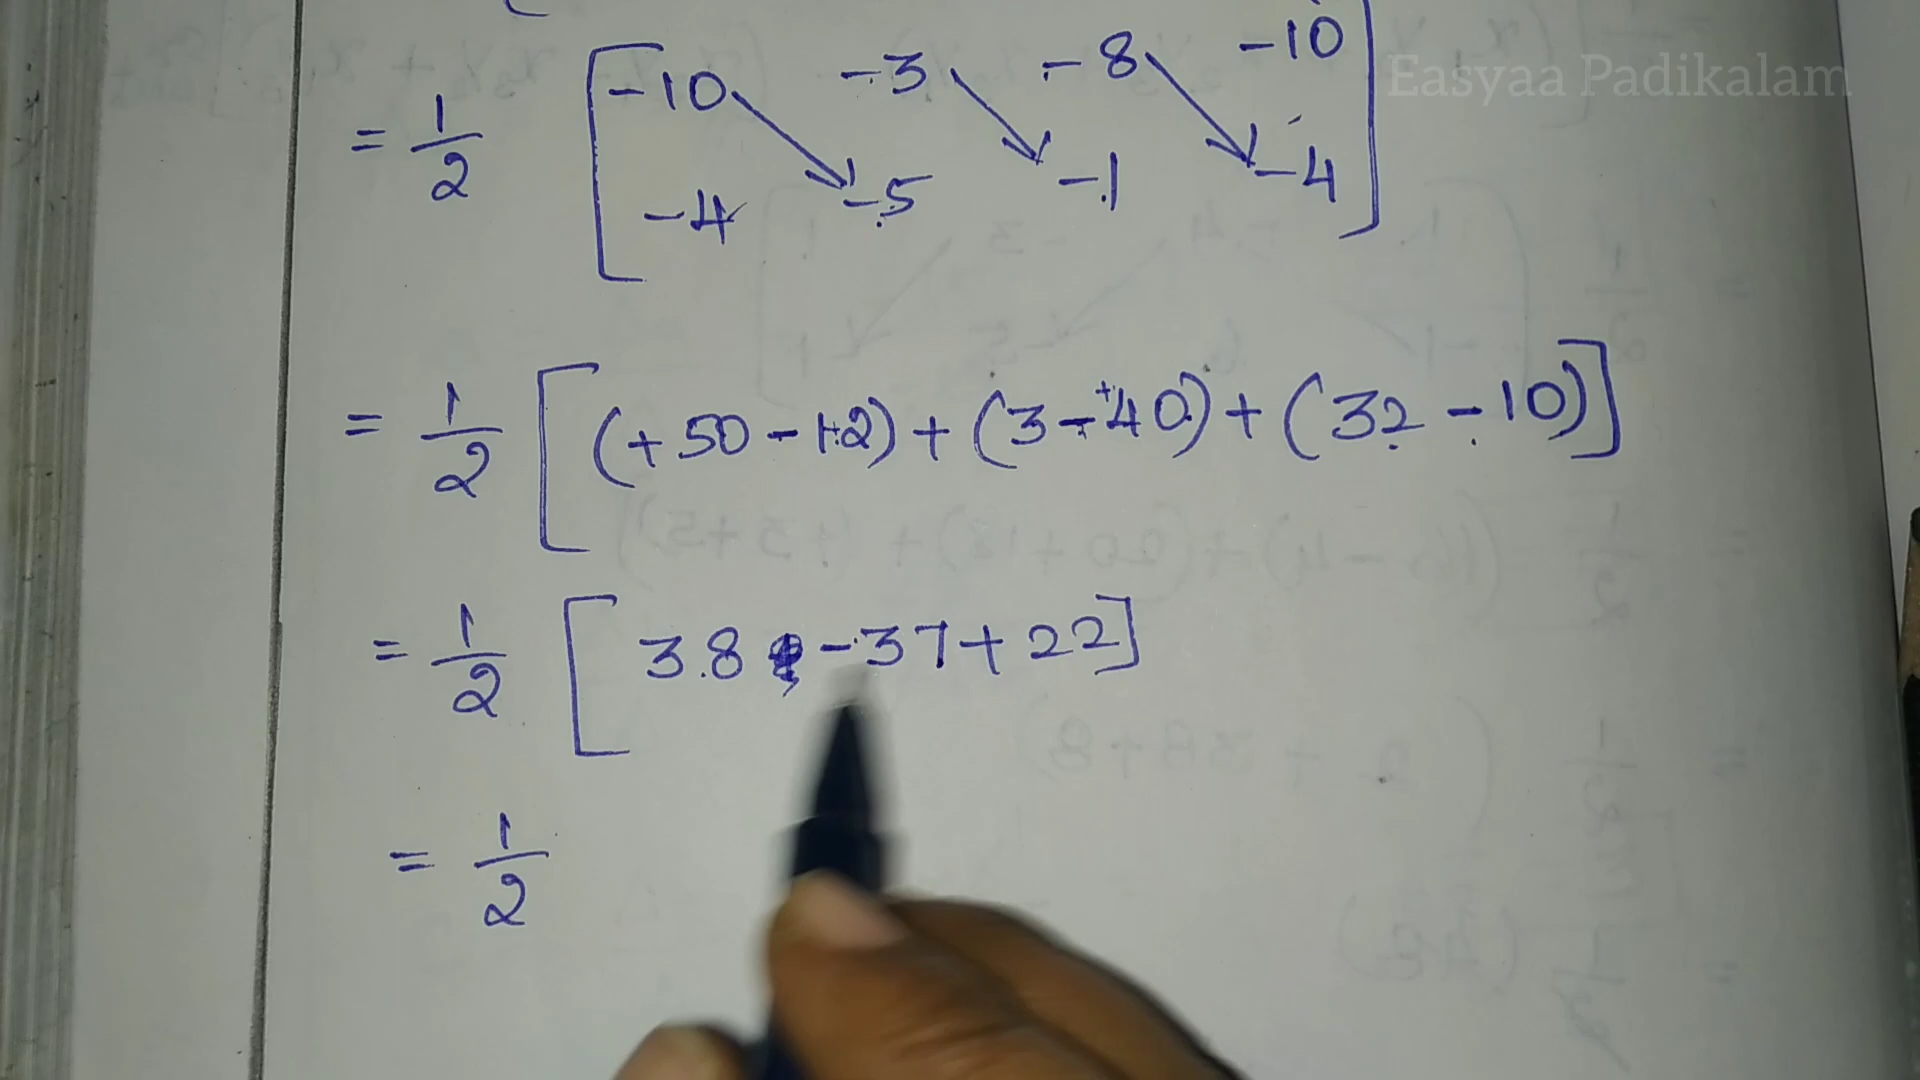 Easyaa Padikalam
= 1/2 [ -10 -3 -8 -10
-4 -5 -1 -4 ]
= 1/2 [ (+50 - 12) + (3 - +40) + (32 - 10) ]
= 1/2 [ 38 - 37 + 22 ]
= 1/2